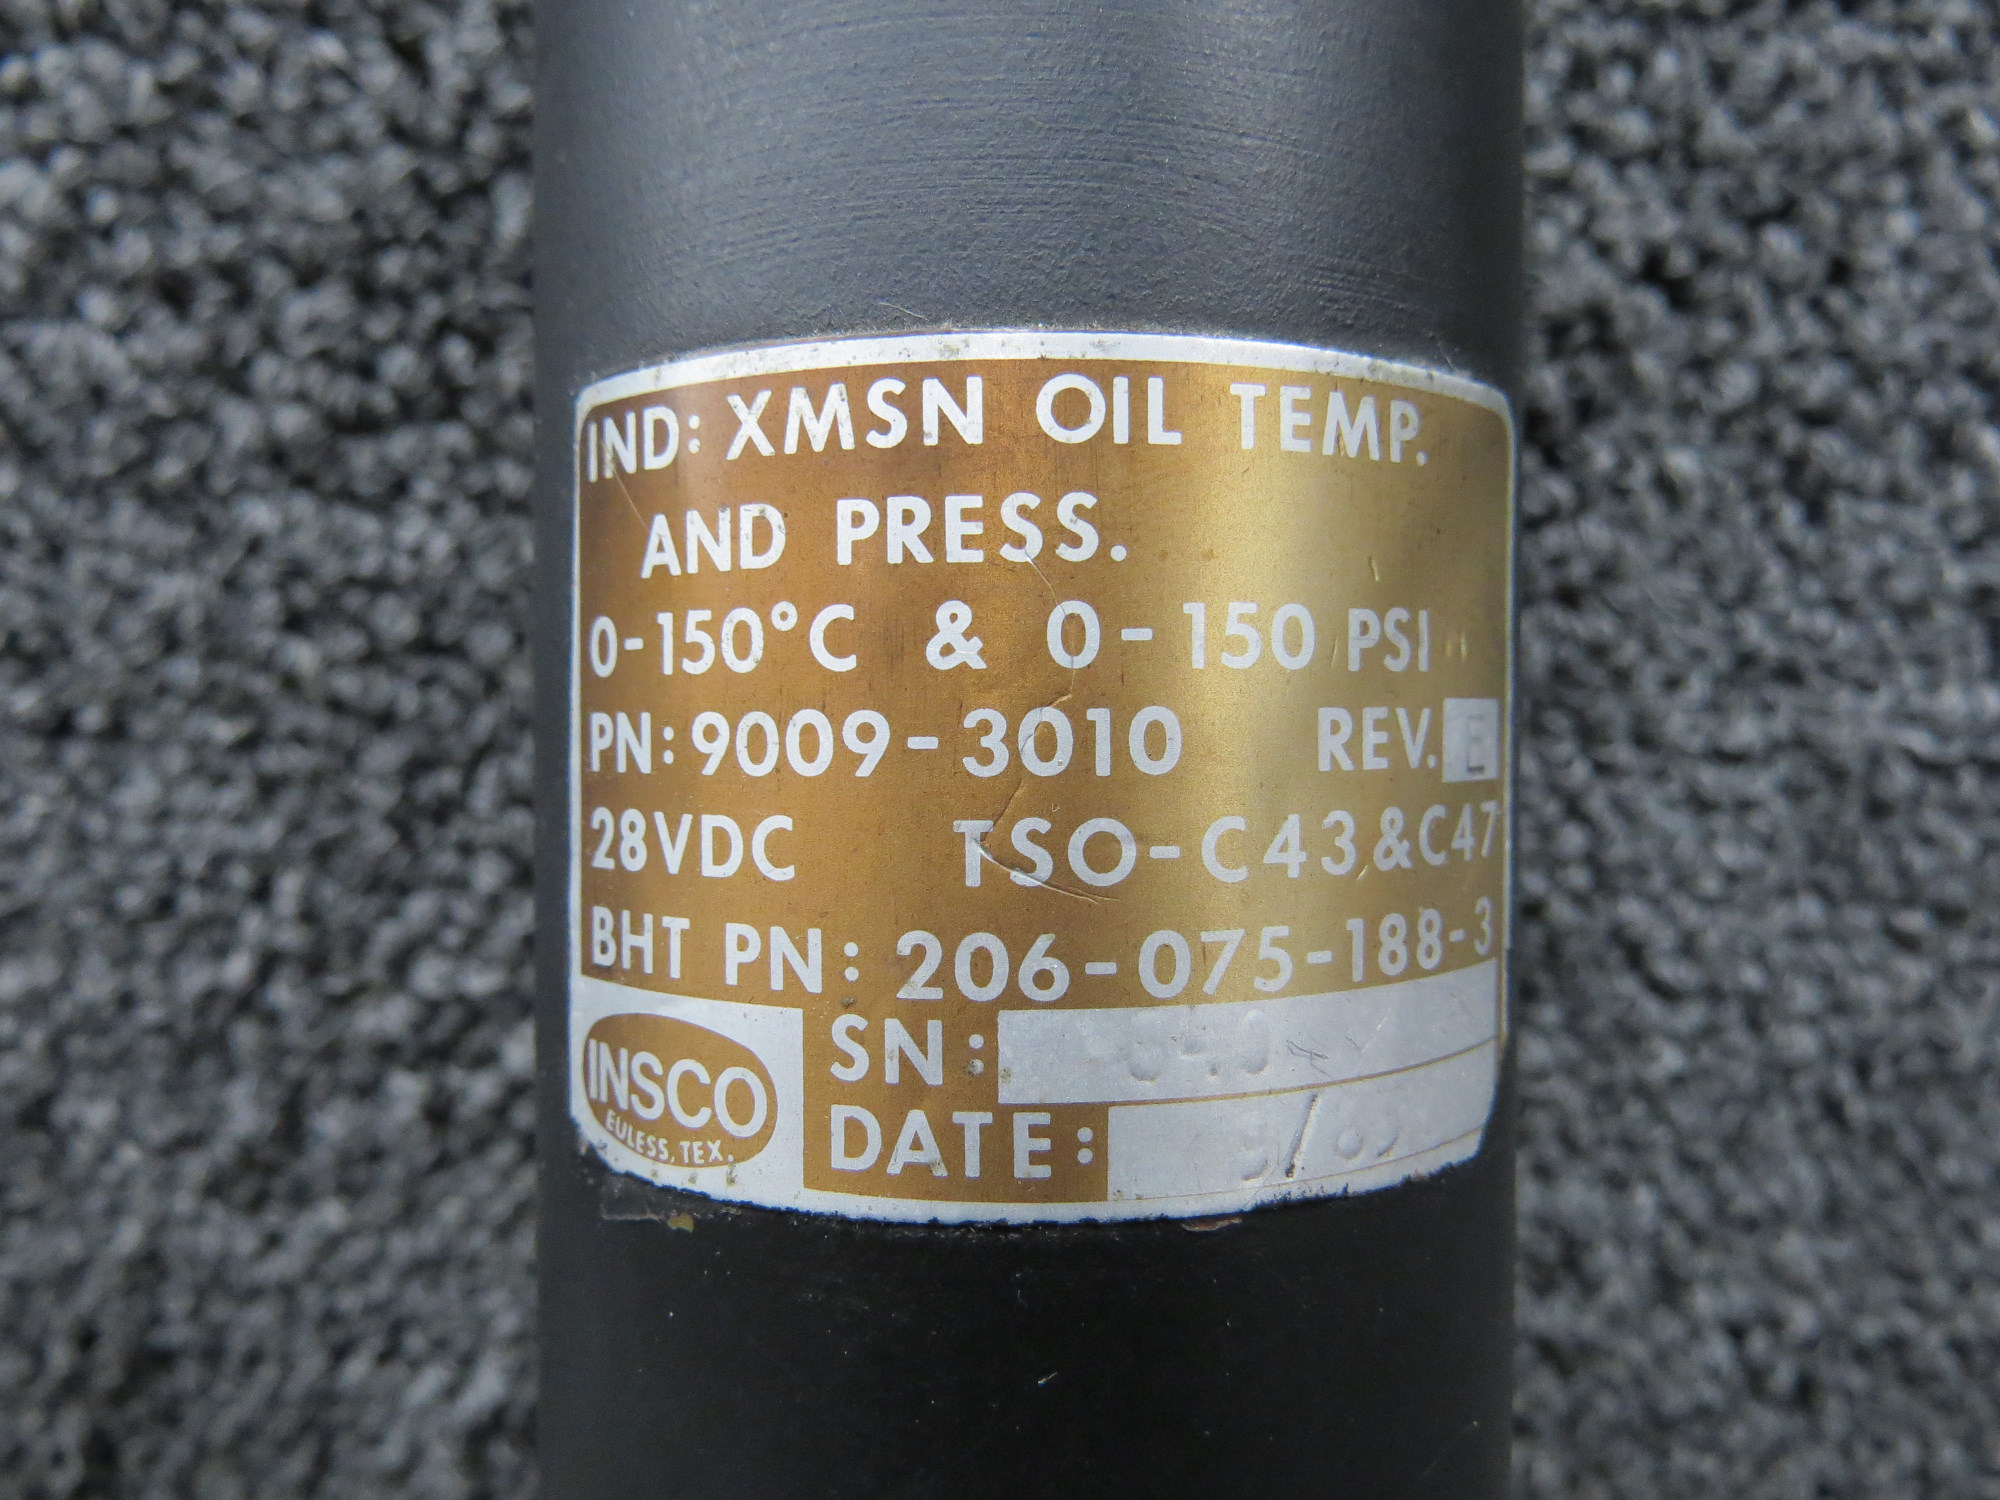 IND: XMSN OIL TEMP.
AND PRESS.
0-150°C & 0-150 PSI
PN: 9009-3010 REV. E
28VDC TSO-C43&C47
BHT PN: 206-075-188-3
SN:
DATE:
INSCO
EULESS, TEX.